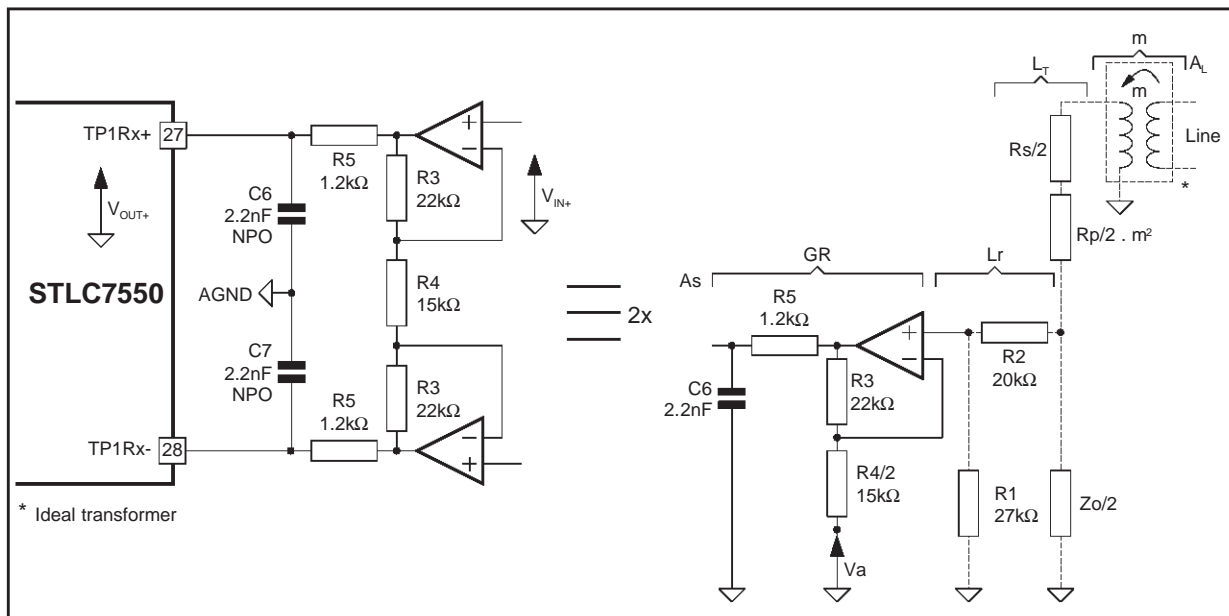 TP1Rx+ 27
VOUT+
STLC7550
AGND
TP1Rx- 28
* Ideal transformer
C6
2.2nF
NPO
C7
2.2nF
NPO
R5
1.2kΩ
R3
22kΩ
R4
15kΩ
R3
22kΩ
R5
1.2kΩ
+
−
−
+
VIN+
2x
m
LT
AL
m
Line
*
Rs/2
Rp/2 . m²
As
GR
Lr
R5
1.2kΩ
+
−
R2
20kΩ
C6
2.2nF
R3
22kΩ
R4/2
15kΩ
R1
27kΩ
Zo/2
Va